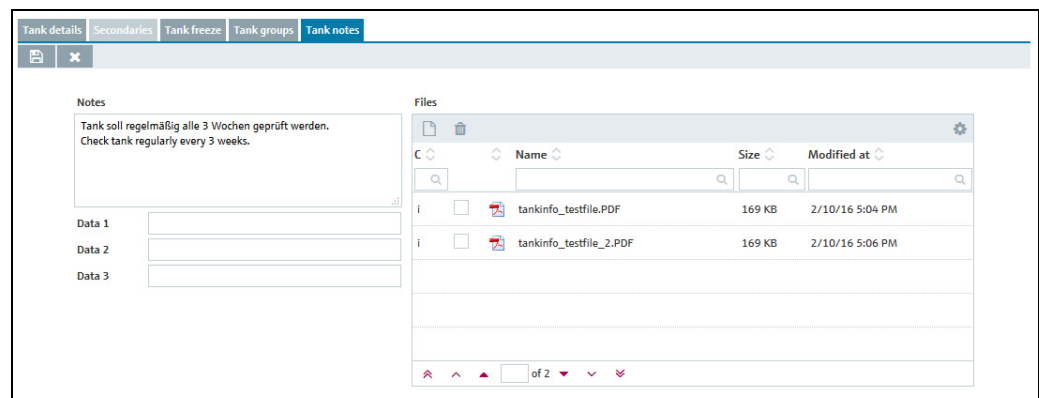 Tank details Secondaries Tank freeze Tank groups Tank notes
Notes
Tank soll regelmäßig alle 3 Wochen geprüft werden.
Check tank regularly every 3 weeks.
Data 1
Data 2
Data 3
Files
C Name Size Modified at
i tankinfo_testfile.PDF 169 KB 2/10/16 5:04 PM
i tankinfo_testfile_2.PDF 169 KB 2/10/16 5:06 PM
of 2